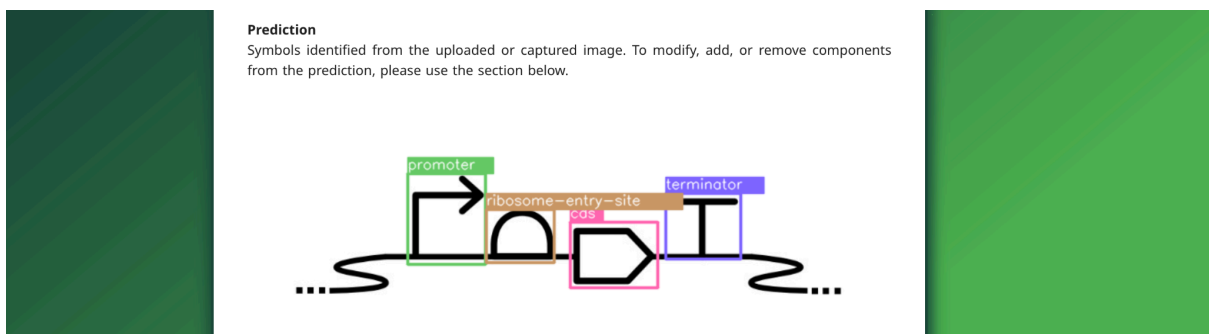 Prediction
Symbols identified from the uploaded or captured image. To modify, add, or remove components
from the prediction, please use the section below.
promoter
terminator
ribosome-entry-site
cds